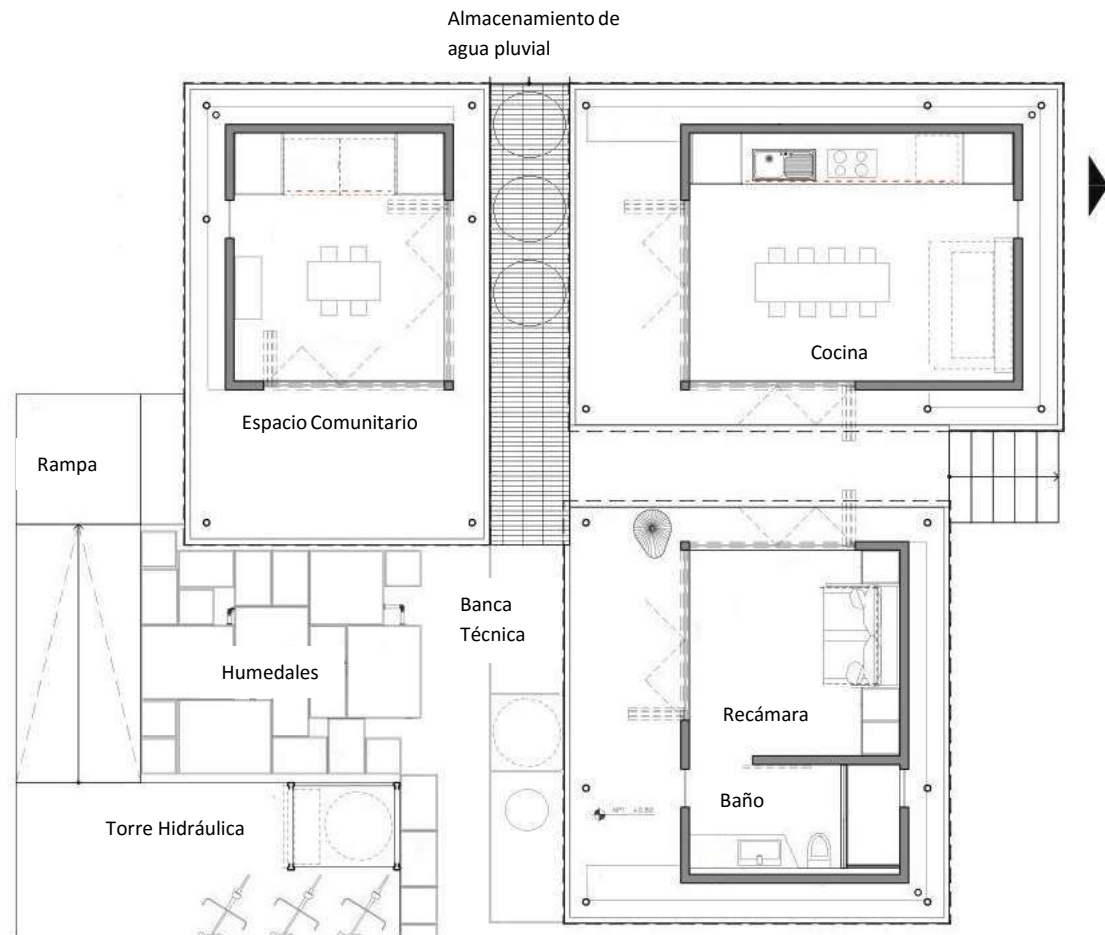 Almacenamiento de
agua pluvial
Cocina
Espacio Comunitario
Rampa
Banca
Técnica
Humedales
Recámara
Baño
Torre Hidráulica